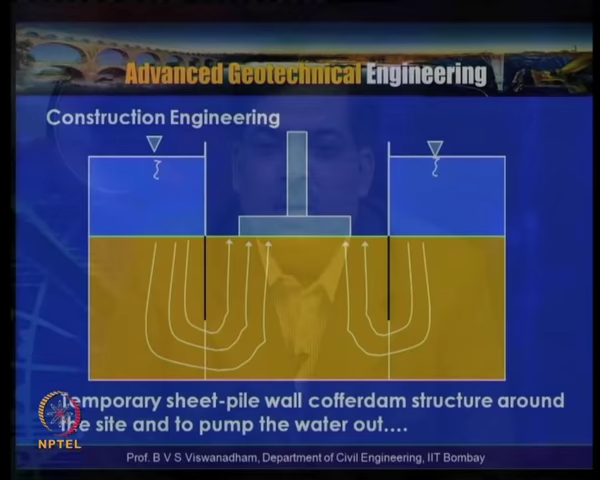 Advanced Geotechnical Engineering
Construction Engineering
Temporary sheet-pile wall cofferdam structure around
the site and to pump the water out....
NPTEL
Prof. B V S Viswanadham, Department of Civil Engineering, IIT Bombay